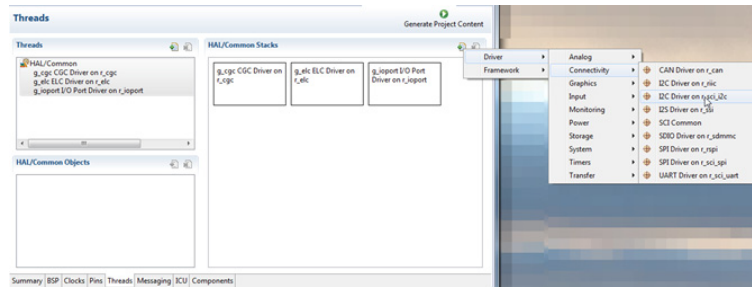 Threads
Generate Project Content
Threads
HAL/Common
g_cgc CGC Driver on r_cgc
g_elc ELC Driver on r_elc
g_ioport I/O Port Driver on r_ioport
HAL/Common Objects
HAL/Common Stacks
g_cgc CGC Driver on
r_cgc
g_elc ELC Driver on
r_elc
g_ioport I/O Port
Driver on r_ioport
Driver
Framework
Analog
Connectivity
Graphics
Input
Monitoring
Power
Storage
System
Timers
Transfer
CAN Driver on r_can
I2C Driver on r_riic
I2C Driver on r_sci_i2c
I2S Driver on r_ssi
SCI Common
SDIO Driver on r_sdmmc
SPI Driver on r_rspi
SPI Driver on r_sci_spi
UART Driver on r_sci_uart
Summary BSP Clocks Pins Threads Messaging ICU Components